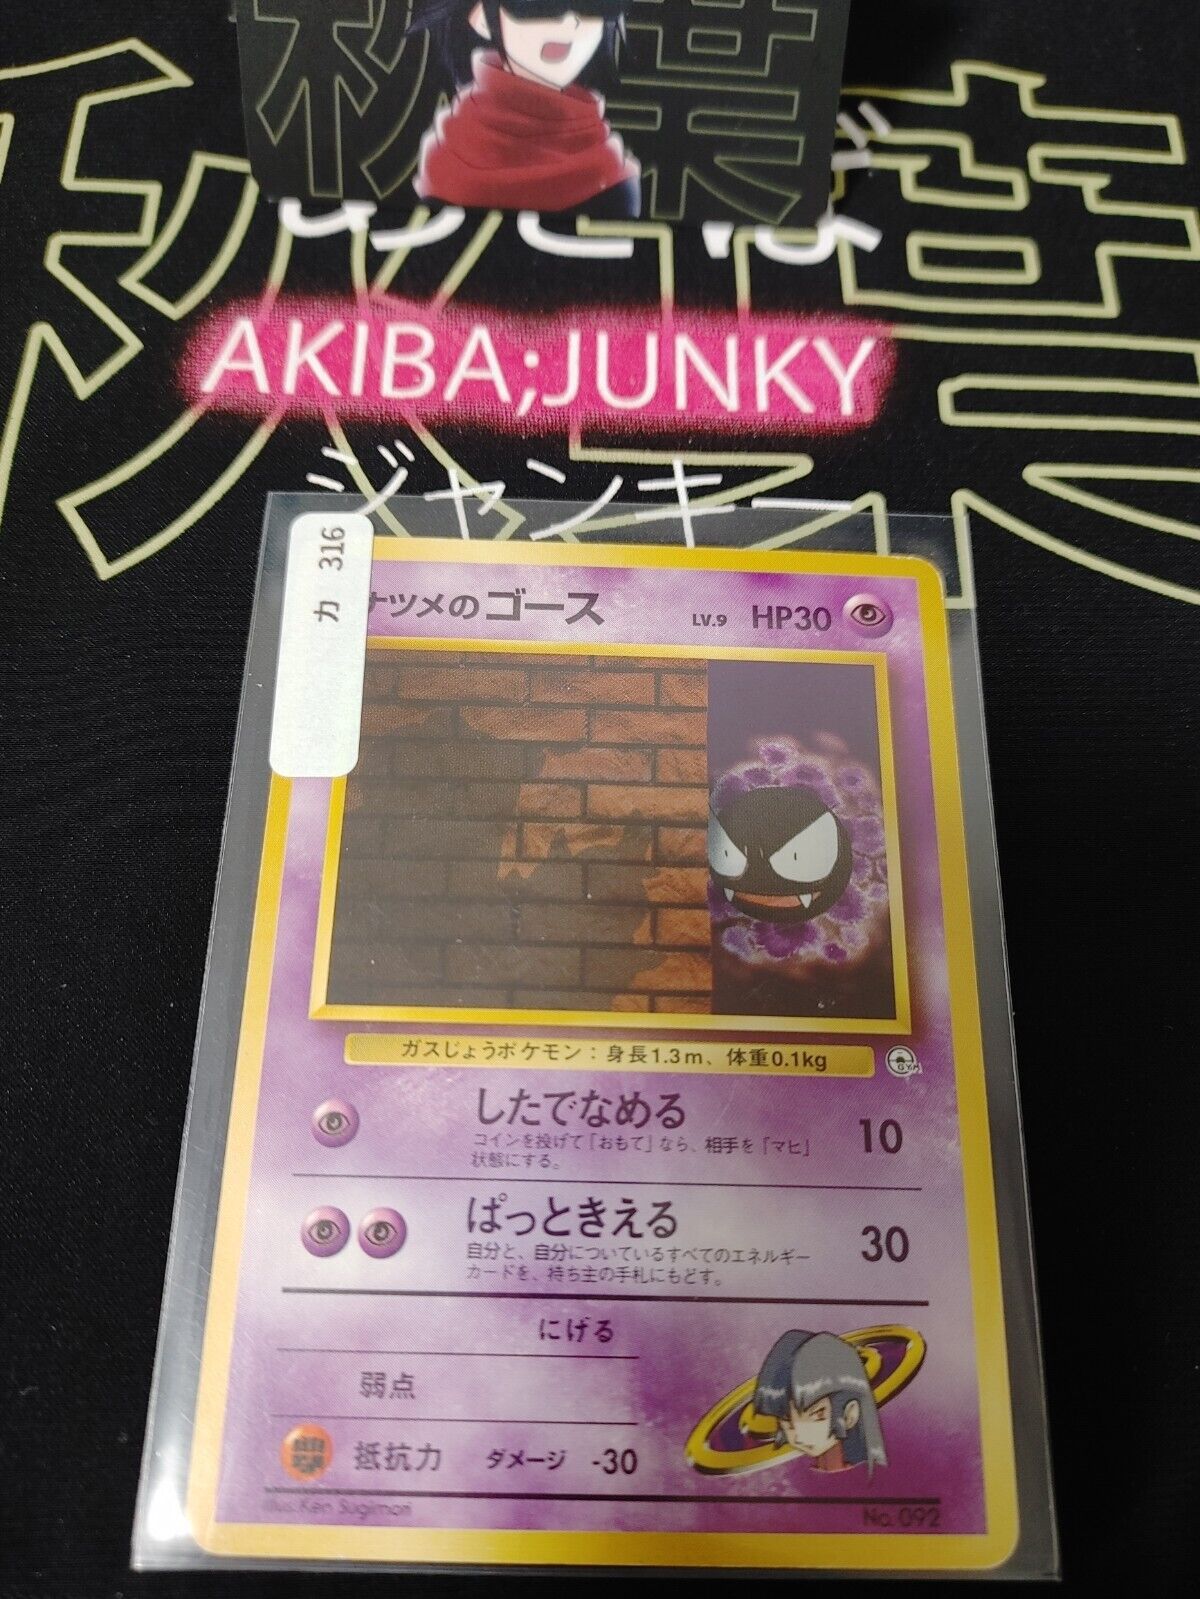 秋葉
AKIBA;JUNKY
ジャンキー
カ 316
ナツメのゴース LV.9 HP30
ガスじょうポケモン：身長1.3m、体重0.1kg
GYM
したでなめる 10
コインを投げて「おもて」なら、相手を「マヒ」
状態にする。
ぱっときえる 30
自分と、自分についているすべてのエネルギー
カードを、持ち主の手札にもどす。
にげる
弱点
抵抗力 ダメージ -30
Illus.Ken Sugimori No. 092